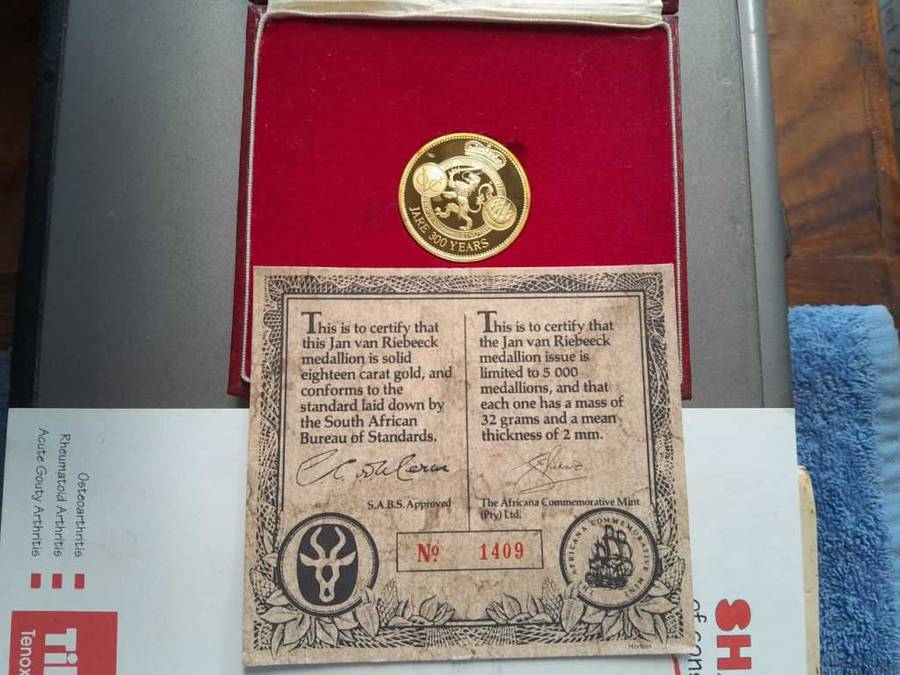 JARE 300 YEARS
This is to certify that
this Jan van Riebeeck
medallion is solid
eighteen carat gold, and
conforms to the
standard laid down by
the South African
Bureau of Standards.
S.A.B.S. Approved
This is to certify that
the Jan van Riebeeck
medallion issue is
limited to 5 000
medallions, and that
each one has a mass of
32 grams and a mean
thickness of 2 mm.
The Africana Commemorative Mint
(Pty) Ltd.
No 1409
AFRICANA COMMEMORATIVE MINT
Osteoarthritis
Rheumatoid Arthritis
Acute Gouty Arthritis